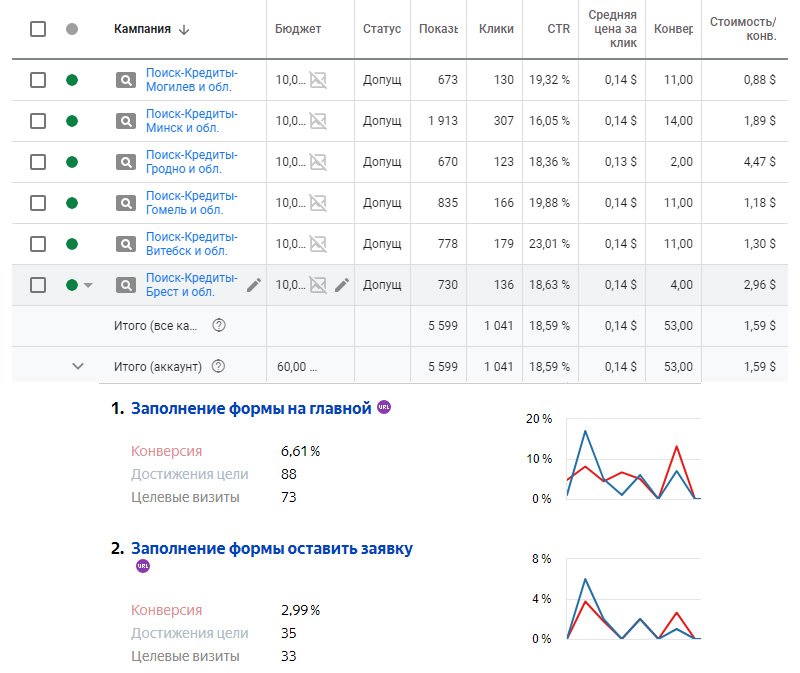 Кампания ↓ Бюджет Статус Показы Клики CTR Средняя цена за клик Конвер Стоимость/конв.
Поиск-Кредиты-Могилев и обл. 10,0... Допущ 673 130 19,32 % 0,14 $ 11,00 0,88 $
Поиск-Кредиты-Минск и обл. 10,0... Допущ 1 913 307 16,05 % 0,14 $ 14,00 1,89 $
Поиск-Кредиты-Гродно и обл. 10,0... Допущ 670 123 18,36 % 0,13 $ 2,00 4,47 $
Поиск-Кредиты-Гомель и обл. 10,0... Допущ 835 166 19,88 % 0,14 $ 11,00 1,18 $
Поиск-Кредиты-Витебск и обл. 10,0... Допущ 778 179 23,01 % 0,14 $ 11,00 1,30 $
Поиск-Кредиты-Брест и обл. 10,0... Допущ 730 136 18,63 % 0,14 $ 4,00 2,96 $
Итого (все ка... ? 5 599 1 041 18,59 % 0,14 $ 53,00 1,59 $
Итого (аккаунт) ? 60,00 ... 5 599 1 041 18,59 % 0,14 $ 53,00 1,59 $
1. Заполнение формы на главной URL
Конверсия 6,61 %
Достижения цели 88
Целевые визиты 73
20 %
10 %
0 %
2. Заполнение формы оставить заявку
URL
Конверсия 2,99 %
Достижения цели 35
Целевые визиты 33
8 %
4 %
0 %